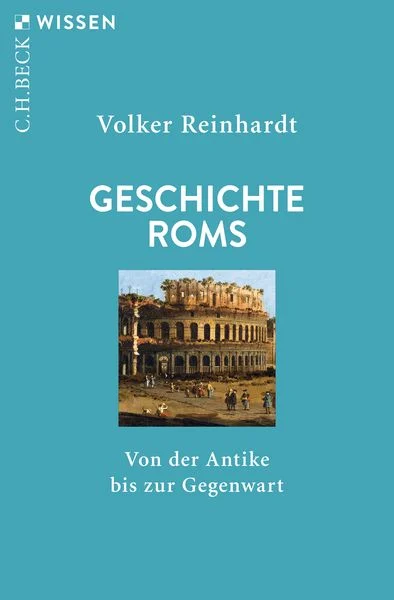 C.H.BECK
WISSEN
Volker Reinhardt
GESCHICHTE
ROMS
Von der Antike
bis zur Gegenwart